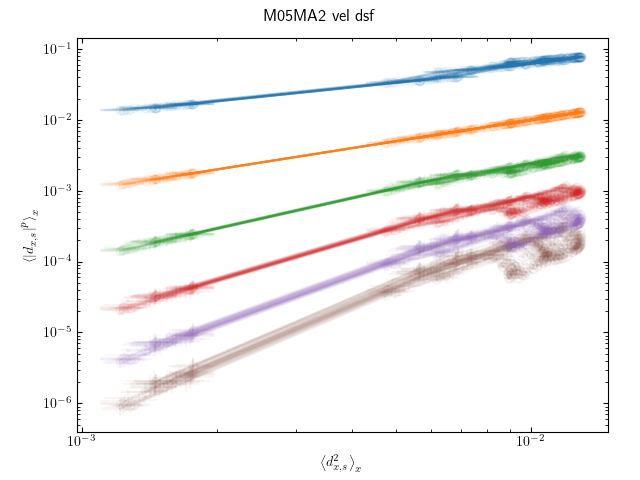 M05MA2 vel dsf
10⁻¹
10⁻²
10⁻³
10⁻⁴
10⁻⁵
10⁻⁶
⟨|d_{x,s}|^p⟩_x
10⁻³
10⁻²
⟨d²_{x,s}⟩_x